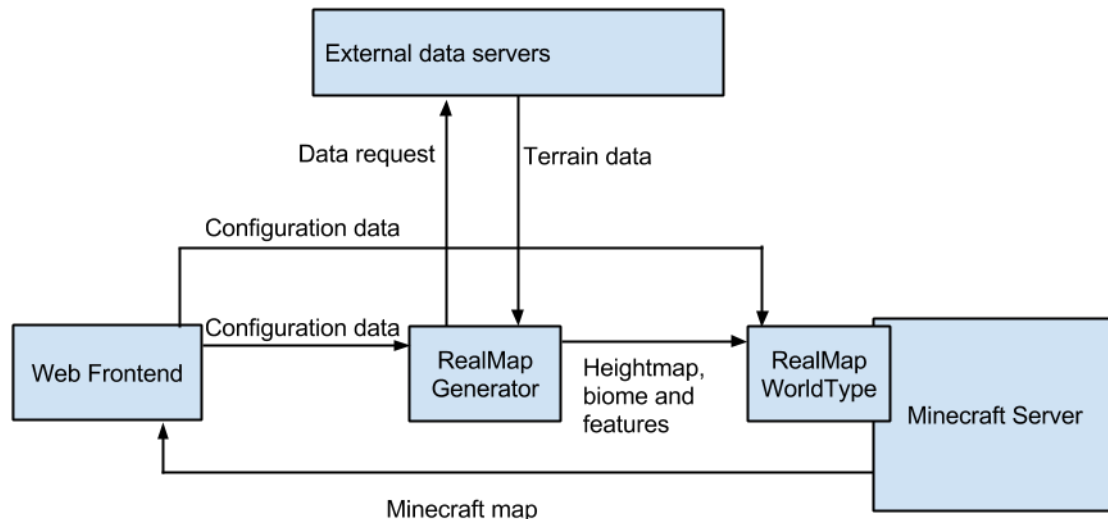 External data servers
Data request
Terrain data
Configuration data
Configuration data
Web Frontend
RealMap
Generator
Heightmap,
biome and
features
RealMap
WorldType
Minecraft Server
Minecraft map